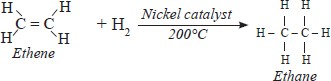 H H H H
C = C + H₂ Nickel catalyst H – C – C – H
H H 200°C H H
Ethene Ethane